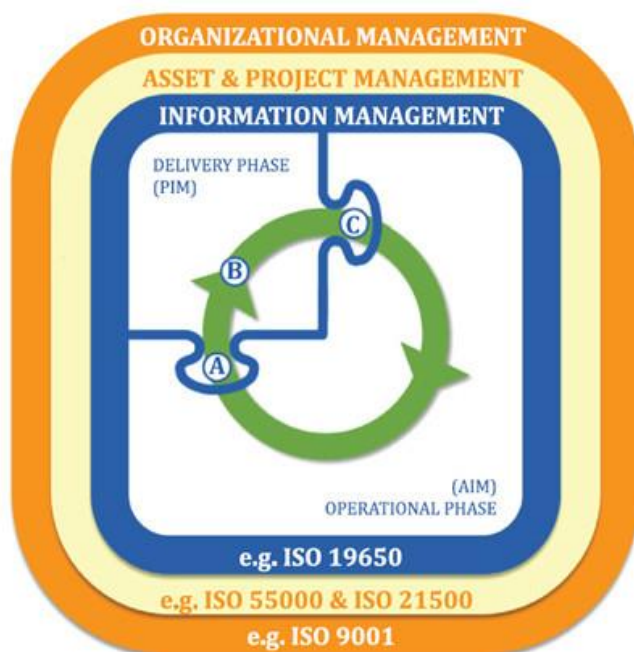 ORGANIZATIONAL MANAGEMENT
ASSET & PROJECT MANAGEMENT
INFORMATION MANAGEMENT
DELIVERY PHASE
(PIM)
C
B
A
(AIM)
OPERATIONAL PHASE
e.g. ISO 19650
e.g. ISO 55000 & ISO 21500
e.g. ISO 9001